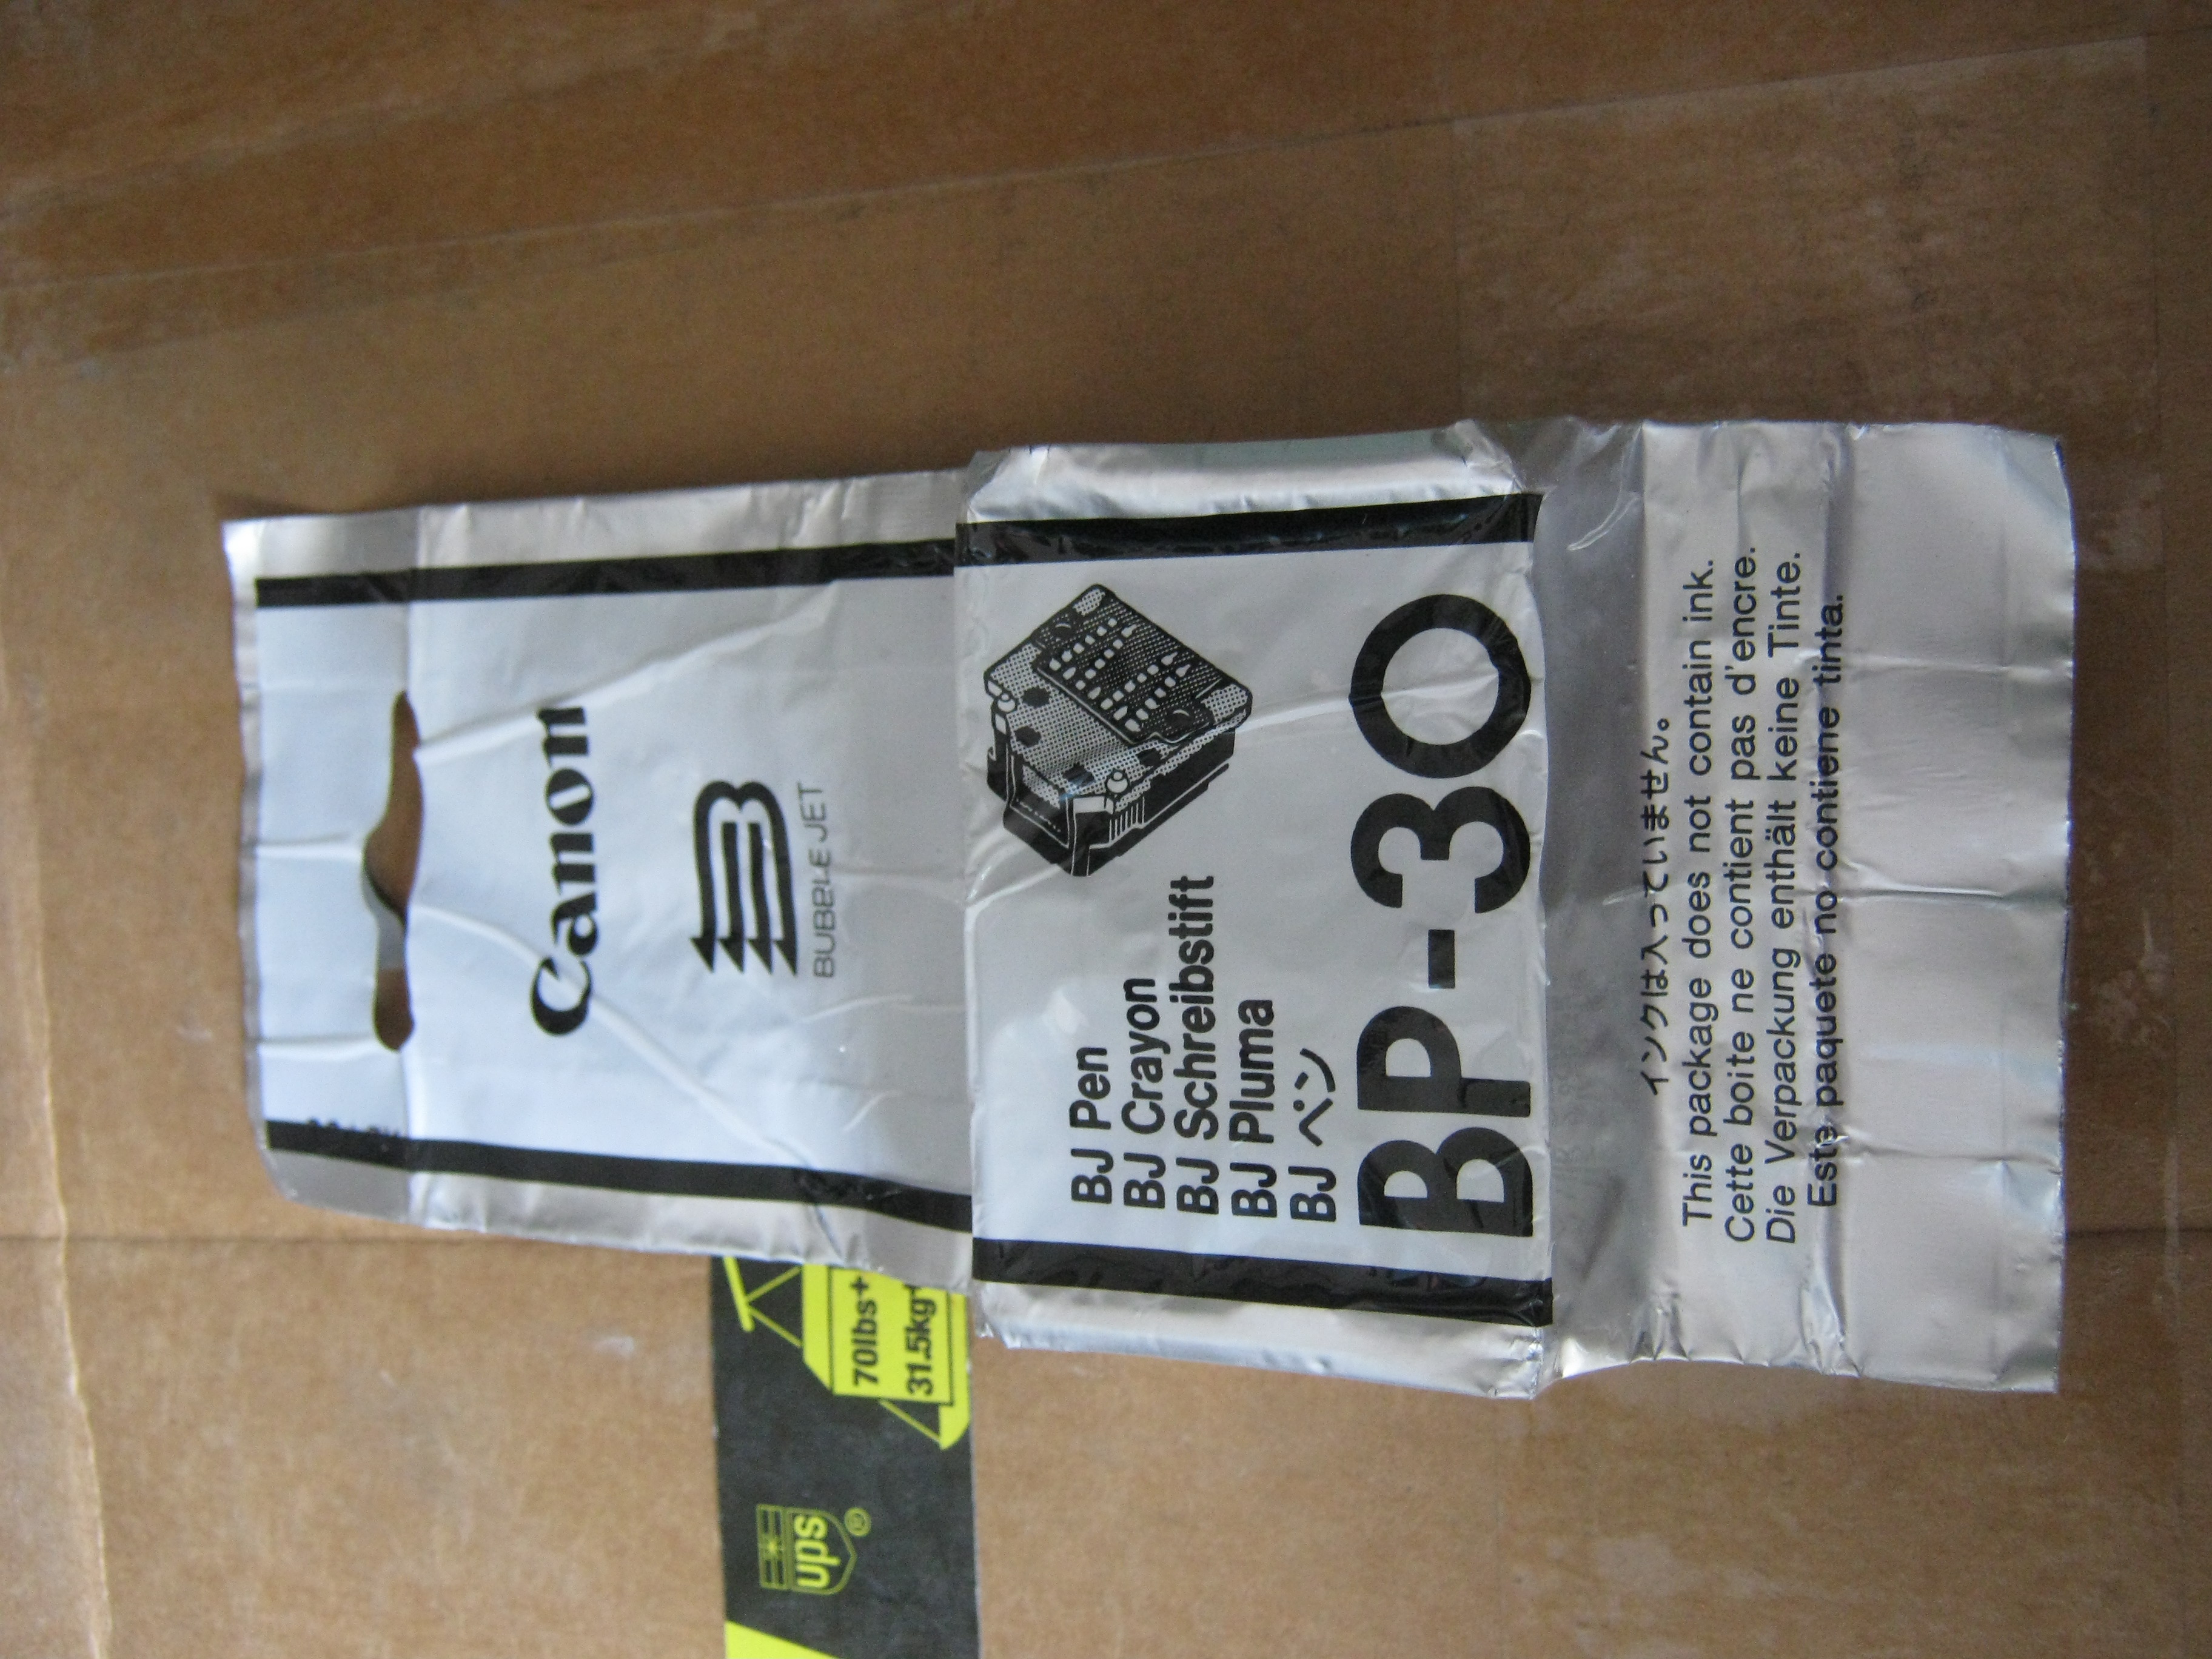 Canon
BUBBLE JET
BJ Pen
BJ Crayon
BJ Schreibstift
BJ Pluma
BJ ペン
BP-30
インクは入っていません。
This package does not contain ink.
Cette boite ne contient pas d'encre.
Die Verpackung enthält keine Tinte.
Este paquete no contiene tinta.
70lbs+
31.5kg+
ups